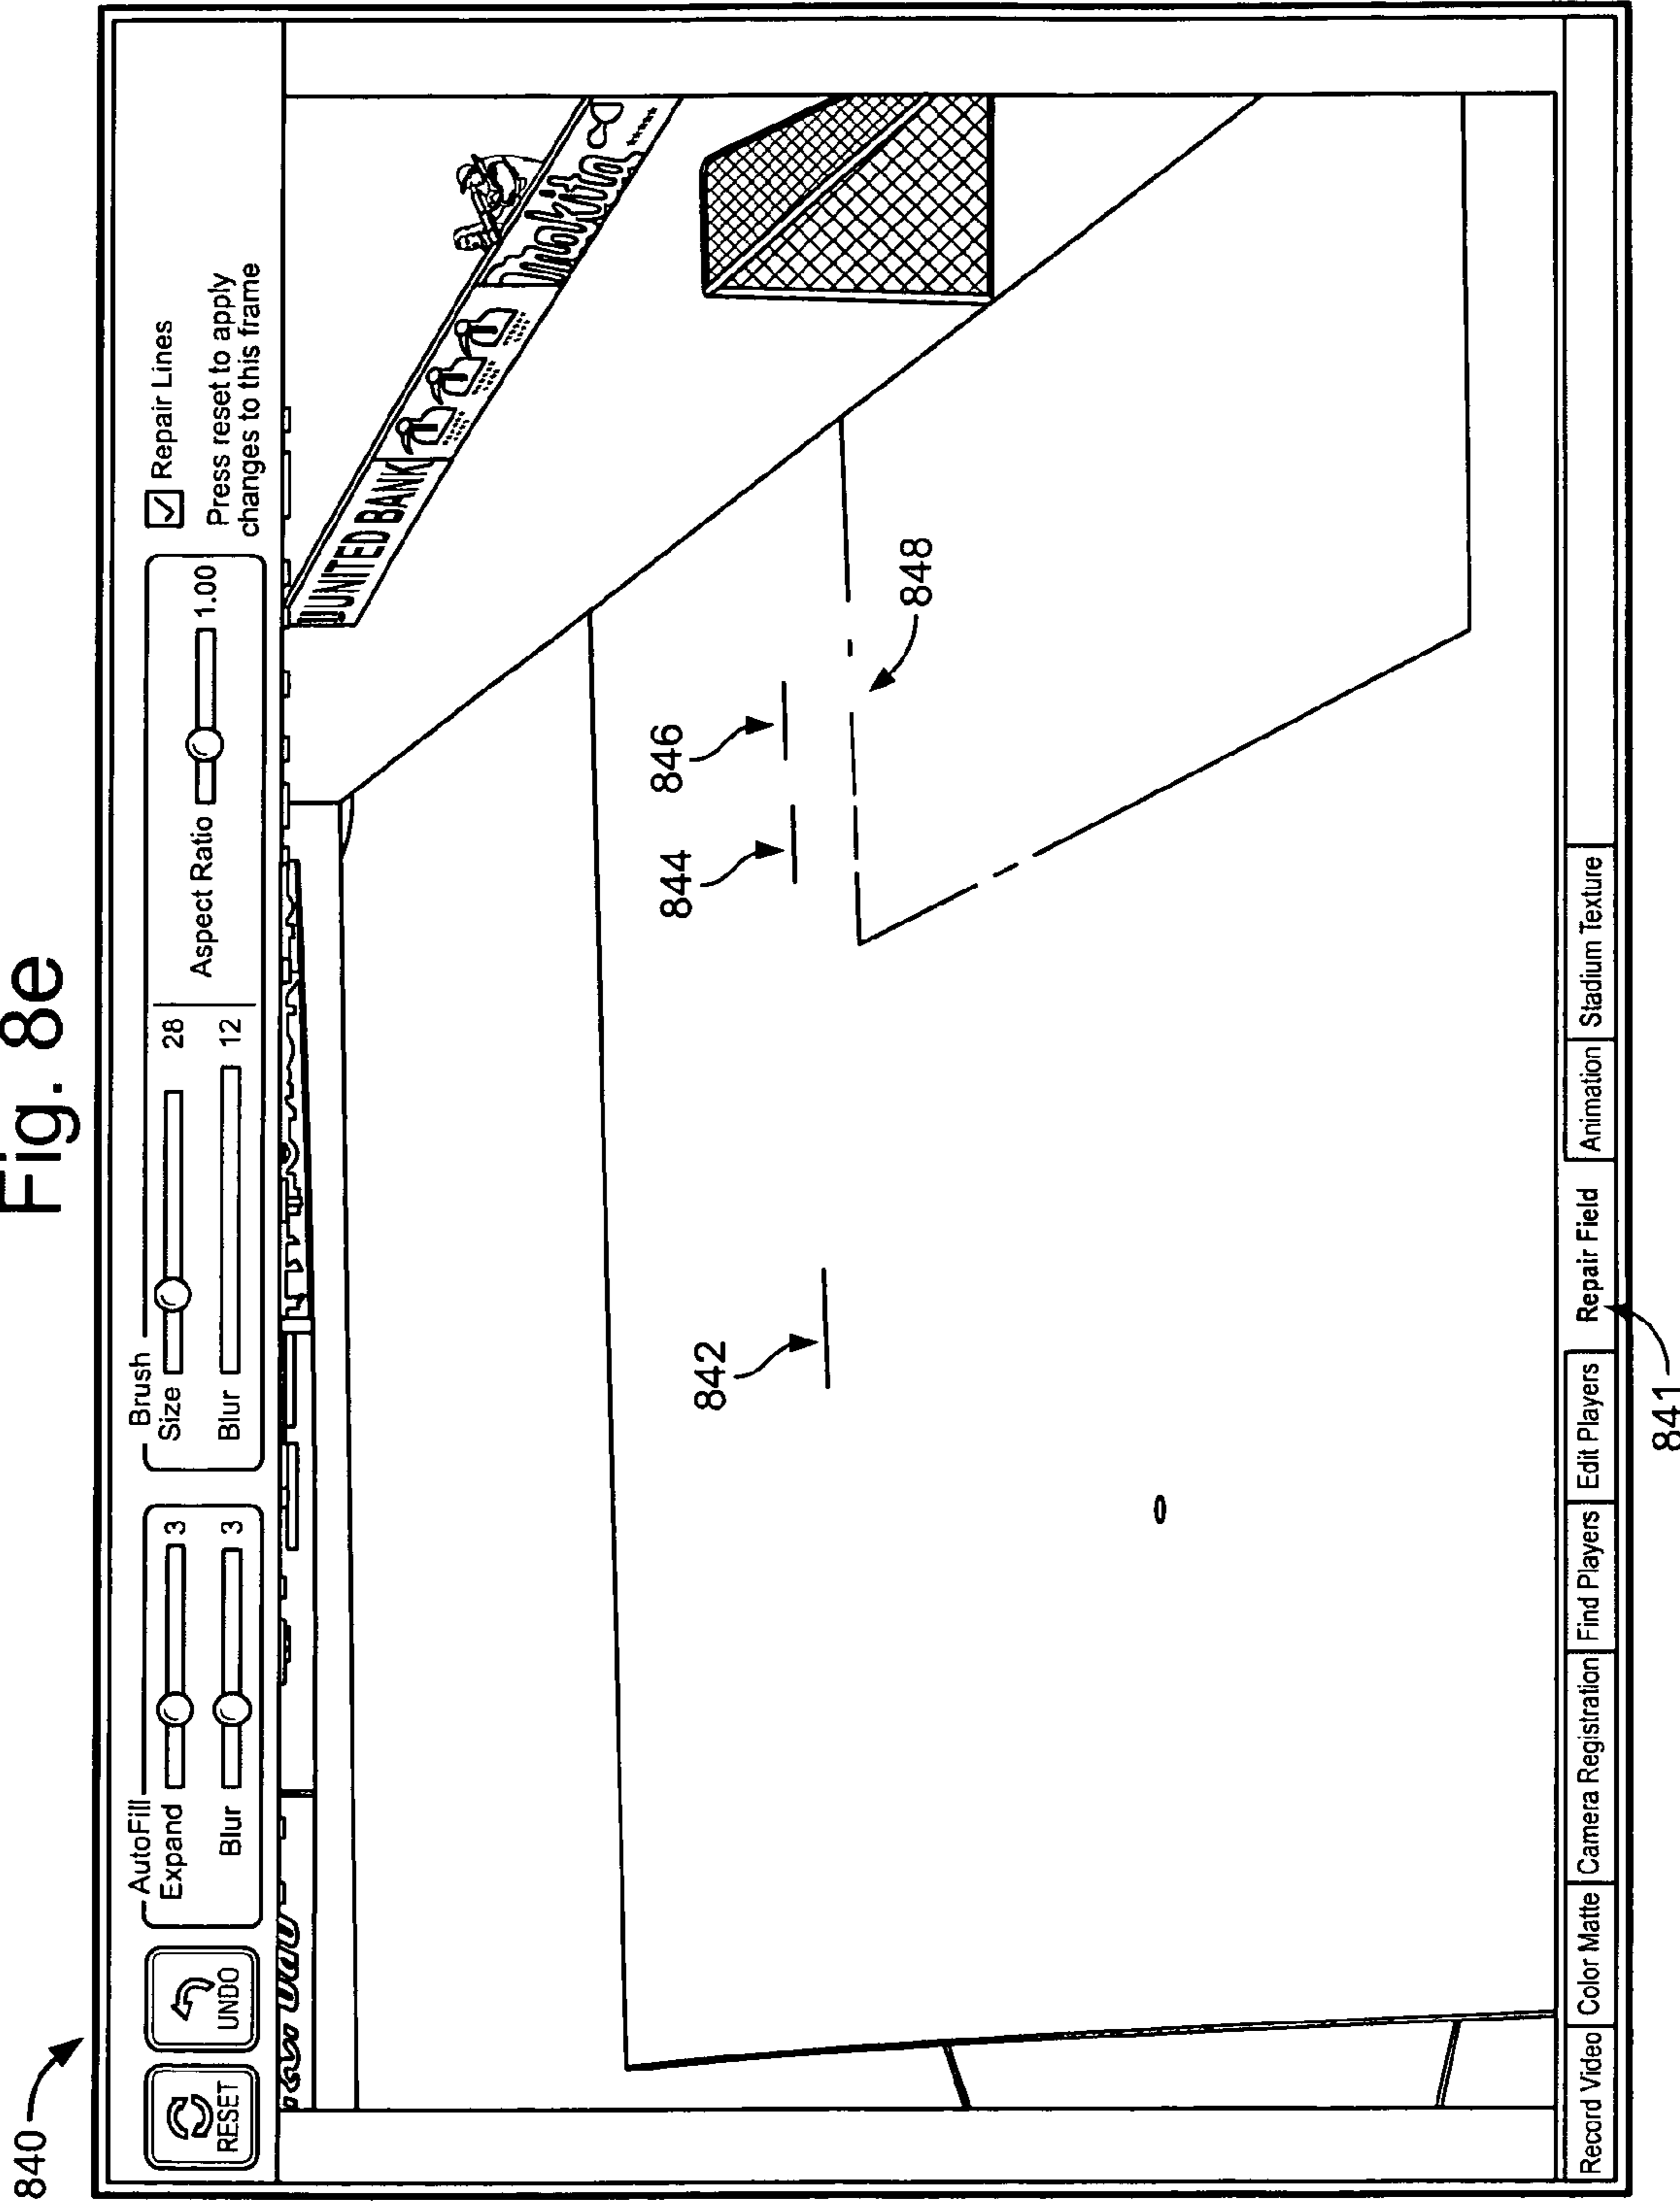 Fig. 8e
840
RESET
UNDO
AutoFill
Expand 3
Blur 3
Brush
Size 28
Blur 12
Aspect Ratio 1.00
Repair Lines
Press reset to apply
changes to this frame
UNITED BANK
makita
846
844
848
842
Record Video Color Matte Camera Registration Find Players Edit Players Repair Field Animation Stadium Texture
841